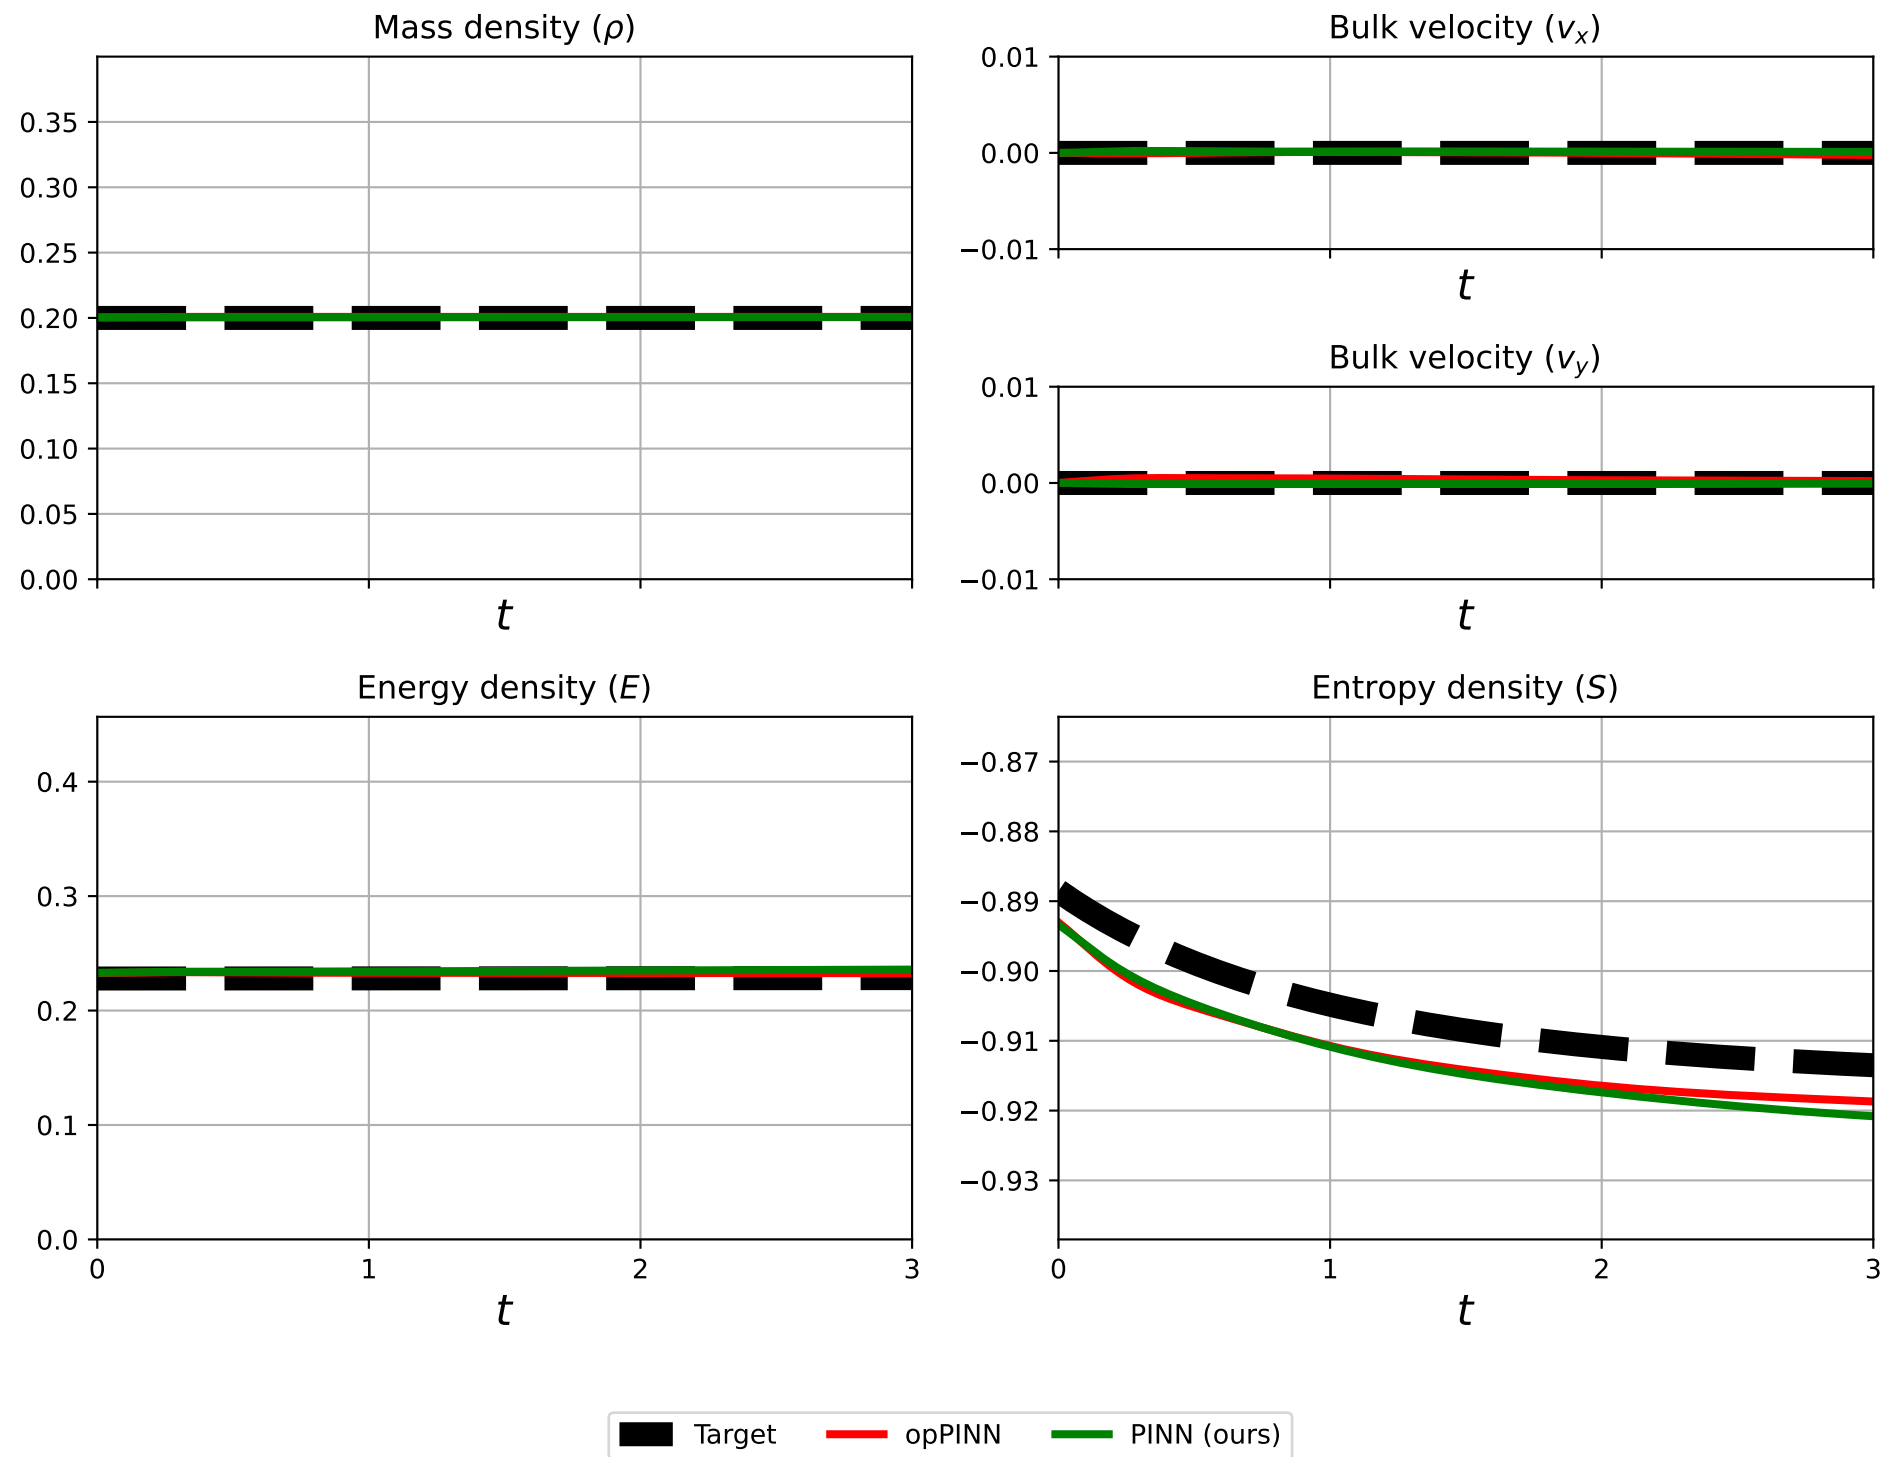 Mass density (ρ)
0.35
0.30
0.25
0.20
0.15
0.10
0.05
0.00
t
Bulk velocity (vₓ)
0.01
0.00
−0.01
t
Bulk velocity (v_y)
0.01
0.00
−0.01
t
Energy density (E)
0.4
0.3
0.2
0.1
0.0
0 1 2 3
t
Entropy density (S)
−0.87
−0.88
−0.89
−0.90
−0.91
−0.92
−0.93
0 1 2 3
t
Target opPINN PINN (ours)